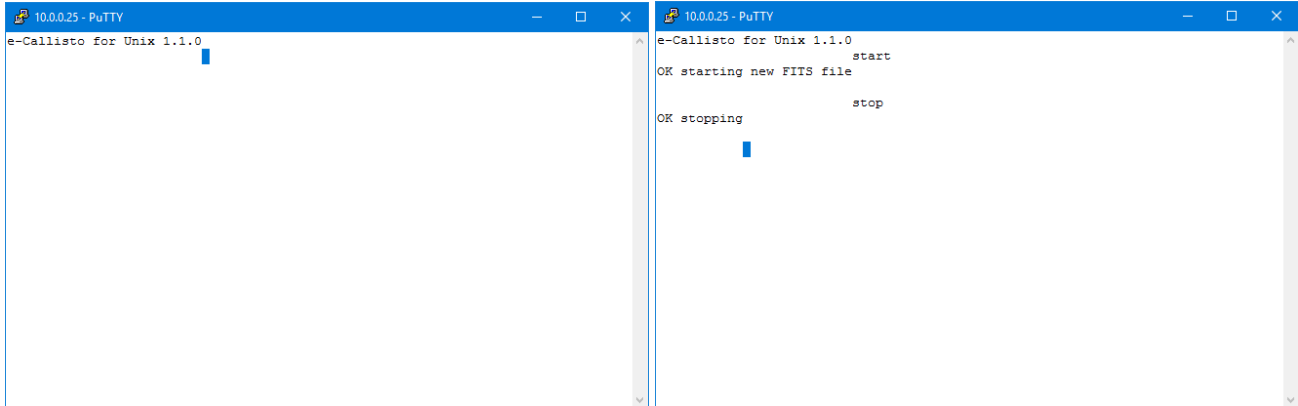 10.0.0.25 - PuTTY
e-Callisto for Unix 1.1.0
10.0.0.25 - PuTTY
e-Callisto for Unix 1.1.0
start
OK starting new FITS file
stop
OK stopping